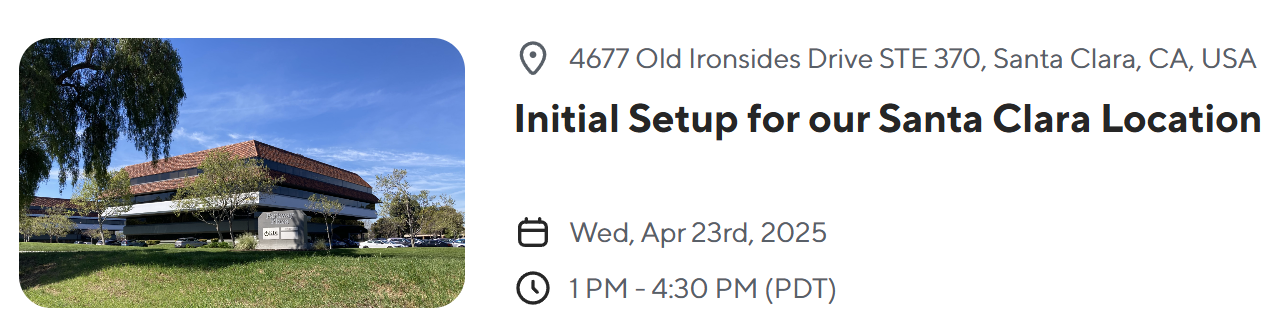 4677 Old Ironsides Drive STE 370, Santa Clara, CA, USA
Initial Setup for our Santa Clara Location
Wed, Apr 23rd, 2025
1 PM - 4:30 PM (PDT)